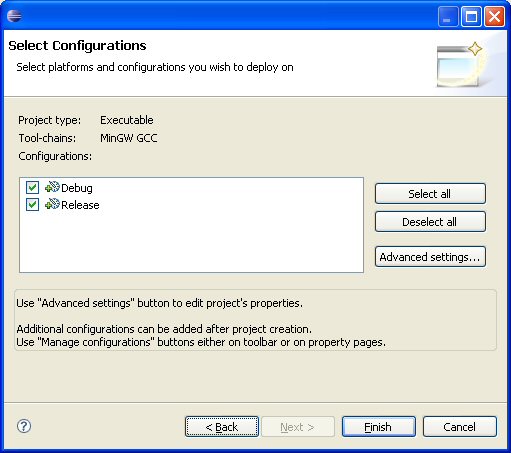 Select Configurations
Select platforms and configurations you wish to deploy on
Project type: Executable
Tool-chains: MinGW GCC
Configurations:
Debug
Release
Select all
Deselect all
Advanced settings...
Use "Advanced settings" button to edit project's properties.
Additional configurations can be added after project creation.
Use "Manage configurations" buttons either on toolbar or on property pages.
? < Back Next > Finish Cancel